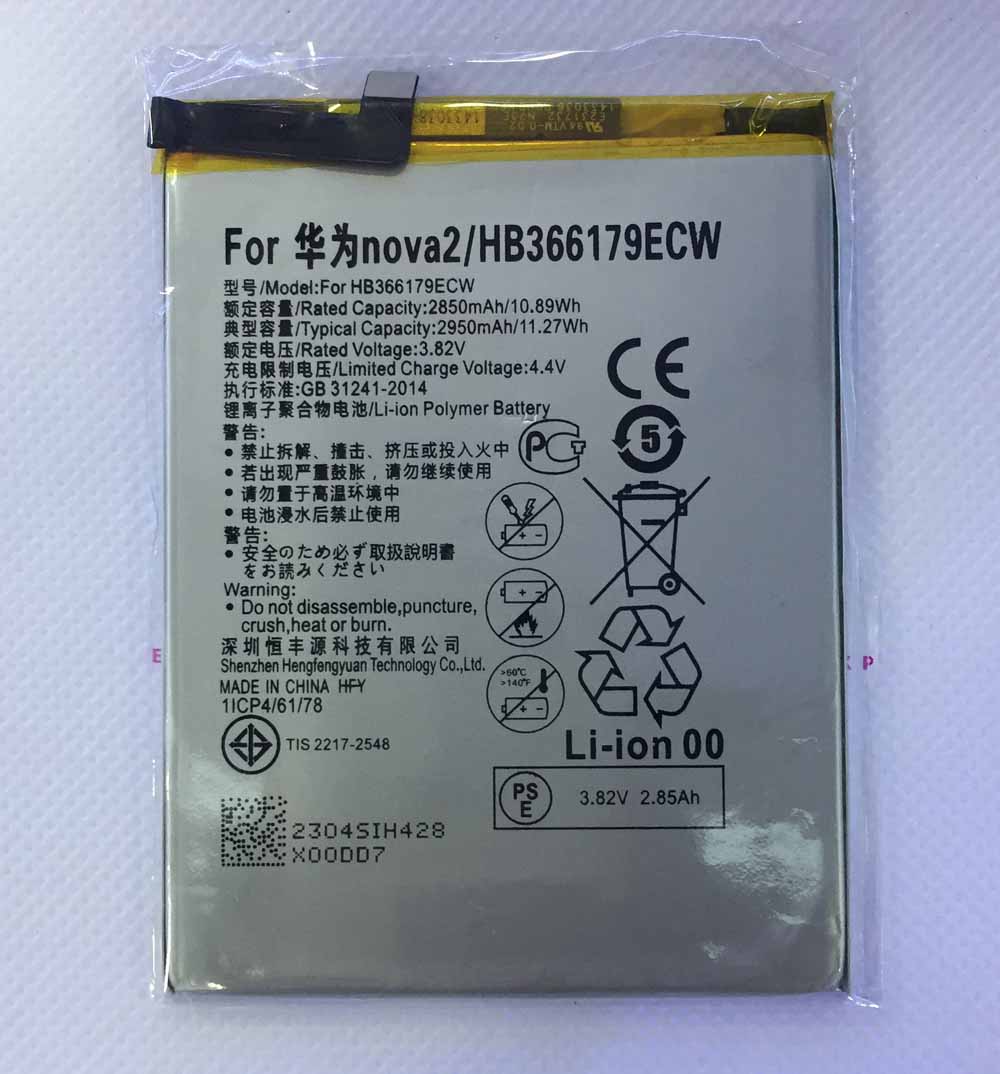 1433038
94VTM-0 D2
E231732 N20E
1433038
For 华为nova2/HB366179ECW
型号/Model:For HB366179ECW
额定容量/Rated Capacity:2850mAh/10.89Wh
典型容量/Typical Capacity:2950mAh/11.27Wh
额定电压/Rated Voltage:3.82V
充电限制电压/Limited Charge Voltage:4.4V
执行标准:GB 31241-2014
锂离子聚合物电池/Li-ion Polymer Battery
警告:
• 禁止拆解、撞击、挤压或投入火中
• 若出现严重鼓胀，请勿继续使用
• 请勿置于高温环境中
• 电池浸水后禁止使用
警告:
• 安全のため必ず取扱說明書
をお読みください
Warning:
• Do not disassemble,puncture,
crush,heat or burn.
深圳恒丰源科技有限公司
Shenzhen Hengfengyuan Technology Co.,Ltd.
MADE IN CHINA HFY
1ICP4/61/78
TIS 2217-2548
2304SIH428
X00DD7
CE
5
PCT
+ -
+ -
>60°C
>140°F
+ -
Li-ion 00
PS
E
3.82V 2.85Ah
E
K P